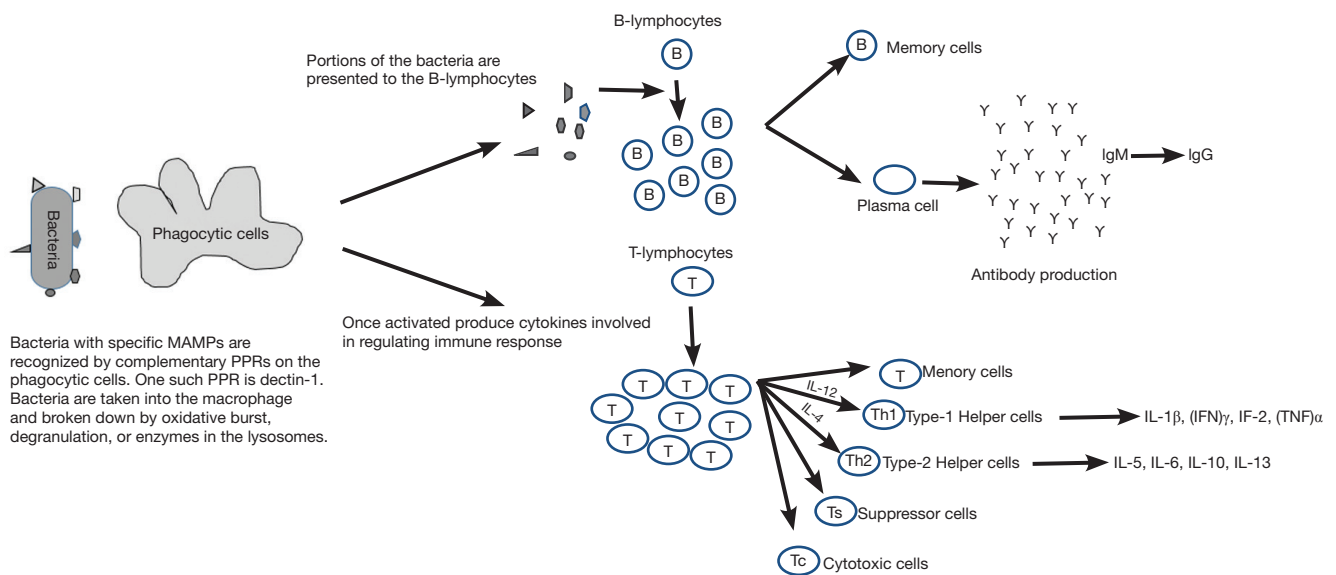 B-lymphocytes
B
B
Memory cells
Portions of the bacteria are
presented to the B-lymphocytes
B
B
B
B
B
B
B
Y Y Y Y Y Y Y Y Y Y Y Y Y Y Y Y Y Y Y Y Y Y Y Y Y Y Y Y Y Y
IgM
IgG
Plasma cell
Antibody production
Bacteria
Phagocytic cells
Bacteria with specific MAMPs are
recognized by complementary PPRs on the
phagocytic cells. One such PPR is dectin-1.
Bacteria are taken into the macrophage
and broken down by oxidative burst,
degranulation, or enzymes in the lysosomes.
Once activated produce cytokines involved
in regulating immune response
T-lymphocytes
T
T
T
T
T
T
T
T
T
T
T
Menory cells
IL-12
Th1
Type-1 Helper cells
IL-1β, (IFN)γ, IF-2, (TNF)α
IL-4
Th2
Type-2 Helper cells
IL-5, IL-6, IL-10, IL-13
Ts
Suppressor cells
Tc
Cytotoxic cells